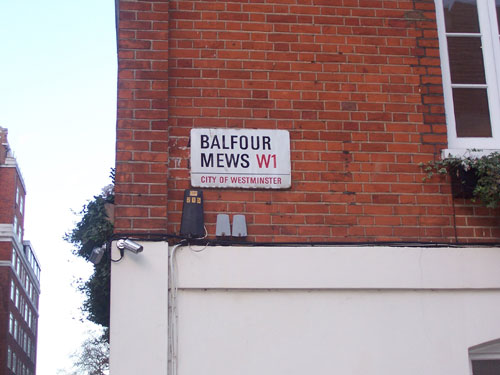 BALFOUR
MEWS W1
CITY OF WESTMINSTER